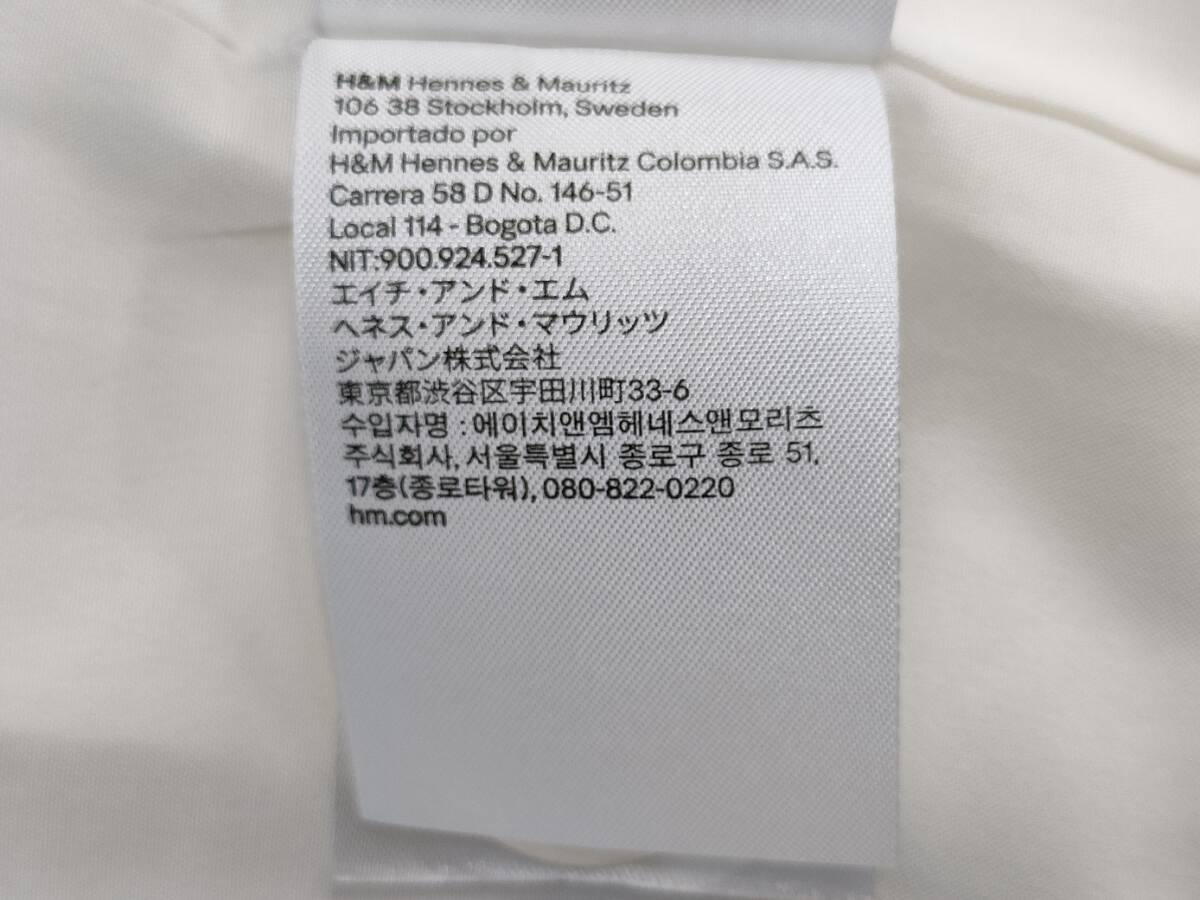 H&M Hennes & Mauritz
106 38 Stockholm, Sweden
Importado por
H&M Hennes & Mauritz Colombia S.A.S.
Carrera 58 D No. 146-51
Local 114 - Bogota D.C.
NIT:900.924.527-1
エイチ・アンド・エム
ヘネス・アンド・マウリッツ
ジャパン株式会社
東京都渋谷区宇田川町33-6
수입자명 : 에이치앤엠헤네스앤모리츠
주식회사, 서울특별시 종로구 종로 51,
17층(종로타워), 080-822-0220
hm.com